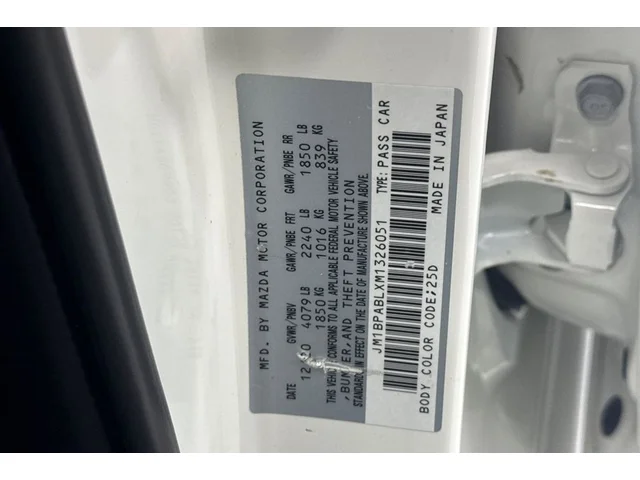 MFD. BY MAZDA MOTOR CORPORATION
DATE GVWR/PNBV GAWR/PNBE FRT GAWR/PNBE RR
12/20 4079 LB 2240 LB 1850 LB
1850 KG 1016 KG 839 KG
THIS VEHICLE CONFORMS TO ALL APPLICABLE FEDERAL MOTOR VEHICLE SAFETY
,BUMPER,AND THEFT PREVENTION
STANDARDS IN EFFECT ON THE DATE OF MANUFACTURE SHOWN ABOVE.
JM1BPABLXM1326051 TYPE: PASS CAR
BODY COLOR CODE;25D MADE IN JAPAN